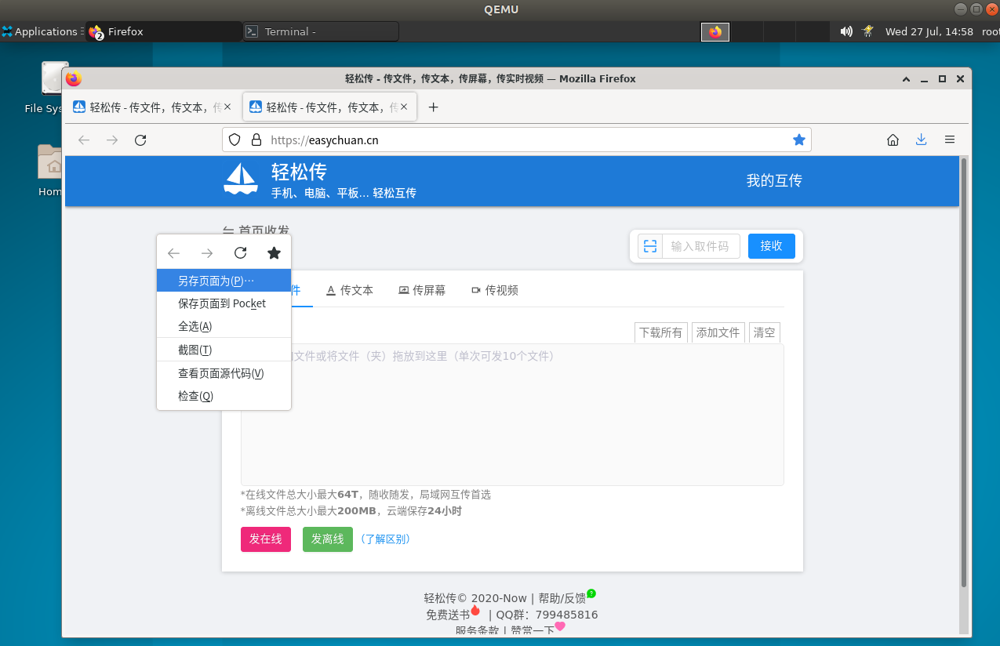 QEMU
Applications
2
Firefox
Terminal -
Wed 27 Jul, 14:58
root
File Sys
Home
轻松传 - 传文件，传文本，传屏幕，传实时视频 — Mozilla Firefox
轻松传 - 传文件，传文本，传
轻松传 - 传文件，传文本，传
https://easychuan.cn
轻松传
手机、电脑、平板... 轻松互传
我的互传
首页收发
输入取件码
接收
另存页面为(P)…
保存页面到 Pocket
全选(A)
截图(T)
查看页面源代码(V)
检查(Q)
件
传文本
传屏幕
传视频
下载所有
添加文件
清空
文件或将文件（夹）拖放到这里（单次可发10个文件）
*在线文件总大小最大64T，随收随发，局域网互传首选
*离线文件总大小最大200MB，云端保存24小时
发在线
发离线
（了解区别）
轻松传© 2020-Now | 帮助/反馈
免费送书 | QQ群：799485816
服务条款 | 赞赏一下